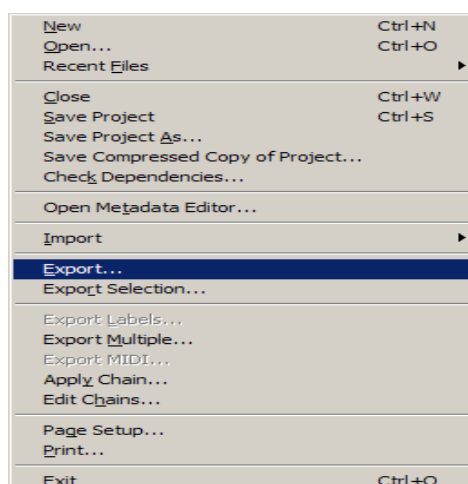 New Ctrl+N
Open... Ctrl+O
Recent Files
Close Ctrl+W
Save Project Ctrl+S
Save Project As...
Save Compressed Copy of Project...
Check Dependencies...
Open Metadata Editor...
Import
Export...
Export Selection...
Export Labels...
Export Multiple...
Export MIDI...
Apply Chain...
Edit Chains...
Page Setup...
Print...
Exit Ctrl+Q